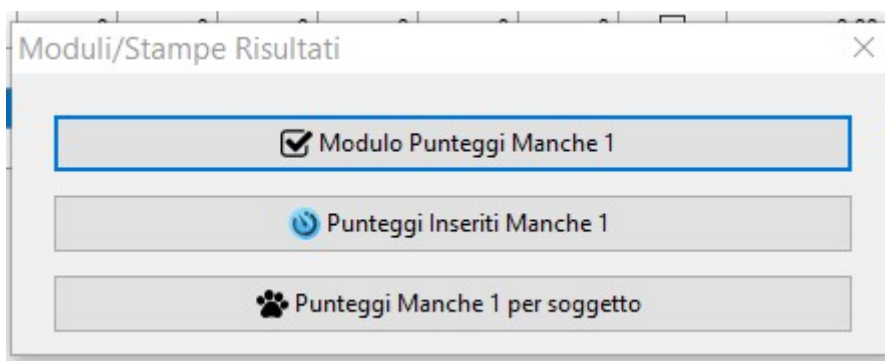 Moduli/Stampe Risultati
Modulo Punteggi Manche 1
Punteggi Inseriti Manche 1
Punteggi Manche 1 per soggetto